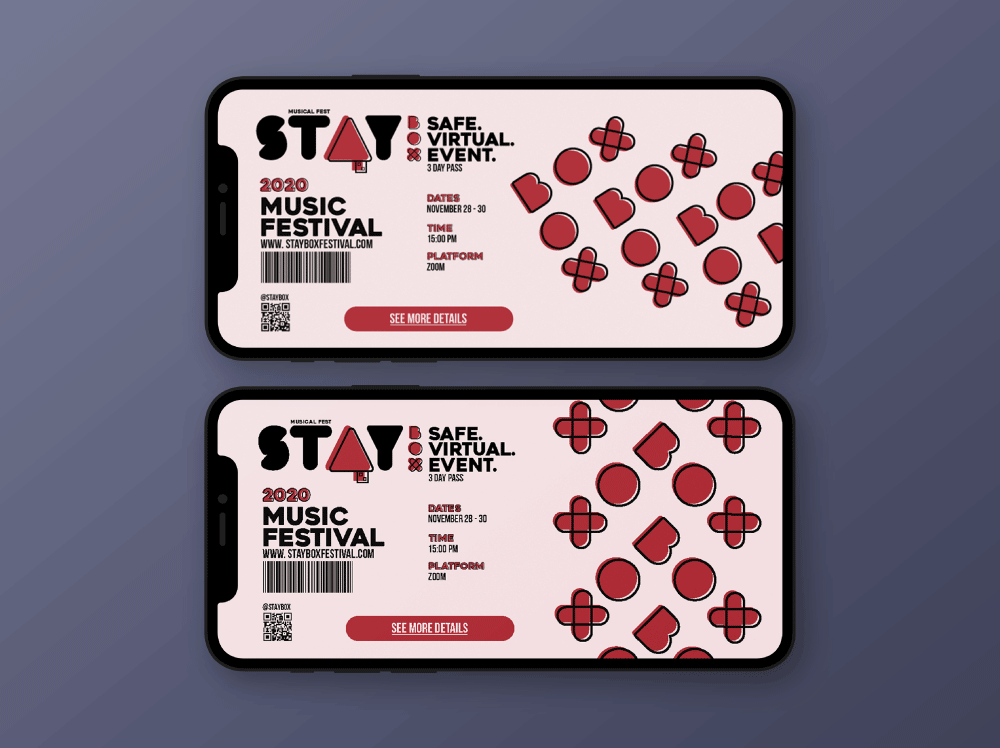 MUSICAL FEST
STAY
BOX
SAFE.
VIRTUAL.
EVENT.
3 DAY PASS
2020
MUSIC
FESTIVAL
WWW. STAYBOXFESTIVAL.COM
@STAYBOX
DATES
NOVEMBER 28 - 30
TIME
15:00 PM
PLATFORM
ZOOM
SEE MORE DETAILS
MUSICAL FEST
STAY
BOX
SAFE.
VIRTUAL.
EVENT.
3 DAY PASS
2020
MUSIC
FESTIVAL
WWW. STAYBOXFESTIVAL.COM
@STAYBOX
DATES
NOVEMBER 28 - 30
TIME
15:00 PM
PLATFORM
ZOOM
SEE MORE DETAILS